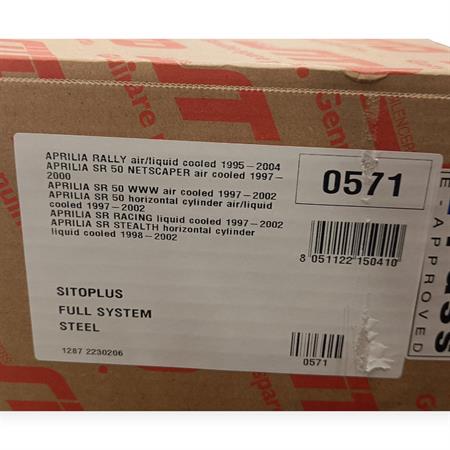 APRILIA RALLY air/liquid cooled 1995-2004
APRILIA SR 50 NETSCAPER air cooled 1997-
2000
APRILIA SR 50 WWW air cooled 1997-2002
APRILIA SR 50 horizontal cylinder air/liquid
cooled 1997-2002
APRILIA SR RACING liquid cooled 1997-2002
APRILIA SR STEALTH horizontal cylinder
liquid cooled 1998-2002
0571
8 051122 150410
SITOPLUS
FULL SYSTEM
STEEL
1287 2230206
0571
E-APPROVED